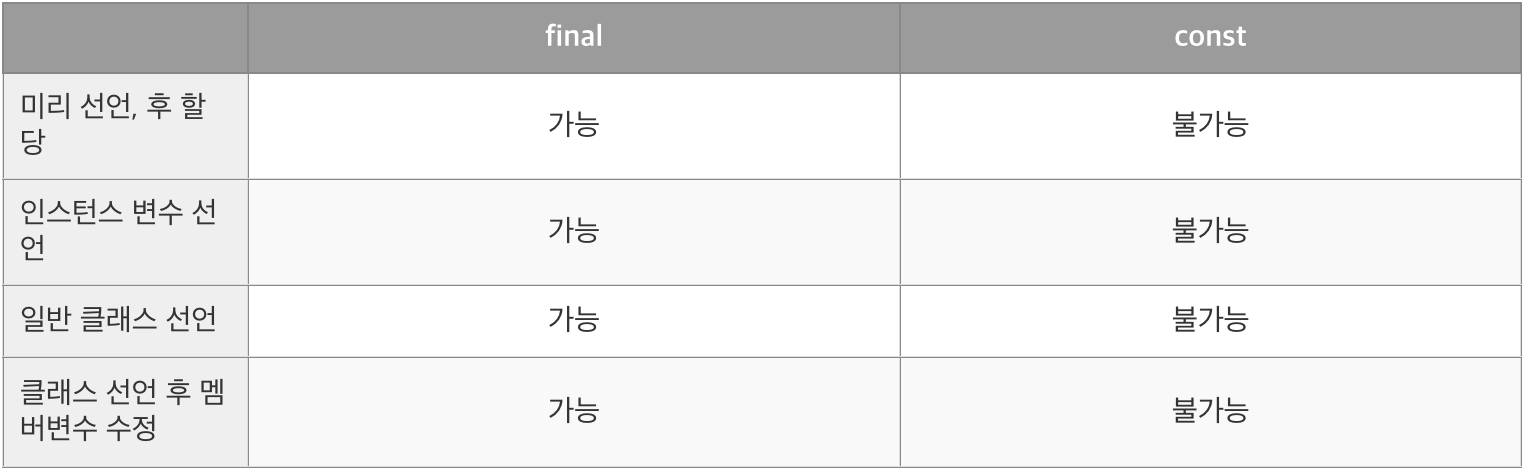 final const
미리 선언, 후 할
당
가능 불가능
인스턴스 변수 선
언
가능 불가능
일반 클래스 선언 가능 불가능
클래스 선언 후 멤
버변수 수정
가능 불가능